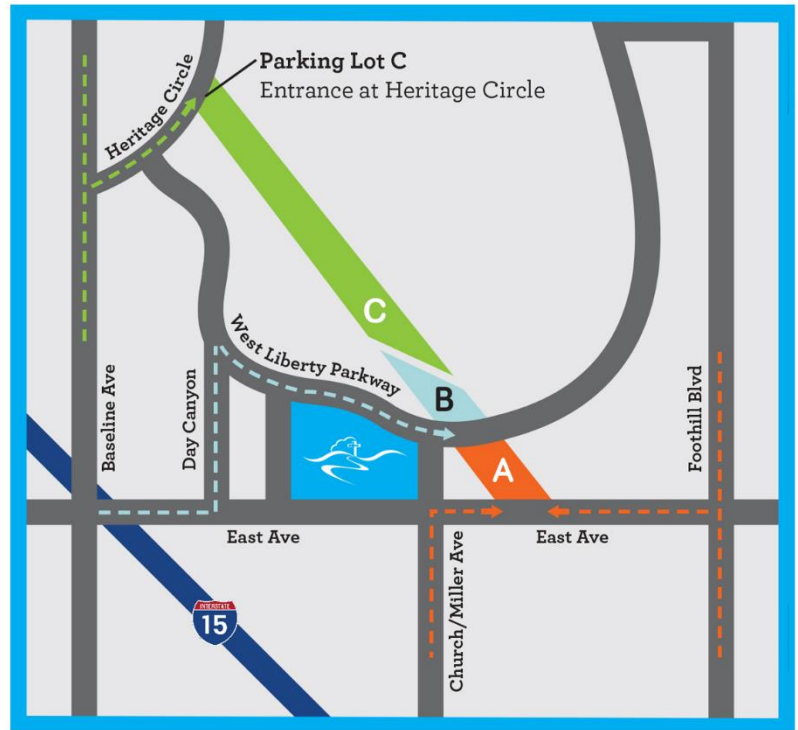 Parking Lot C
Entrance at Heritage Circle
Heritage Circle
C
West Liberty Parkway
B
Baseline Ave
Day Canyon
Foothill Blvd
A
East Ave
East Ave
Church/Miller Ave
INTERSTATE
15